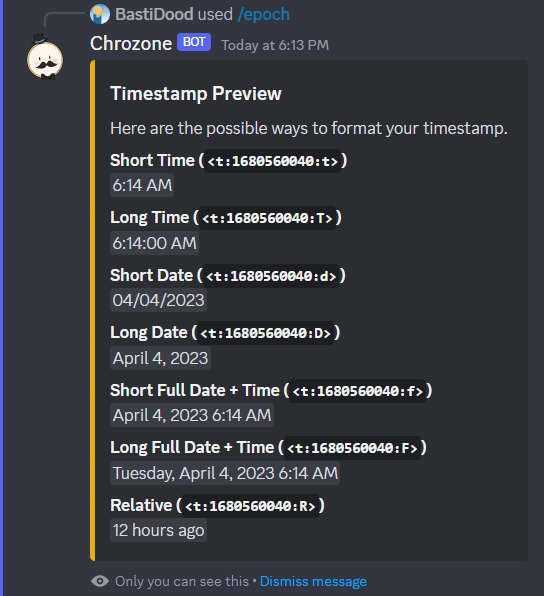 BastiDood used /epoch
Chrozone BOT Today at 6:13 PM
Timestamp Preview
Here are the possible ways to format your timestamp.
Short Time (<t:1680560040:t>)
6:14 AM
Long Time (<t:1680560040:T>)
6:14:00 AM
Short Date (<t:1680560040:d>)
04/04/2023
Long Date (<t:1680560040:D>)
April 4, 2023
Short Full Date + Time (<t:1680560040:f>)
April 4, 2023 6:14 AM
Long Full Date + Time (<t:1680560040:F>)
Tuesday, April 4, 2023 6:14 AM
Relative (<t:1680560040:R>)
12 hours ago
Only you can see this • Dismiss message